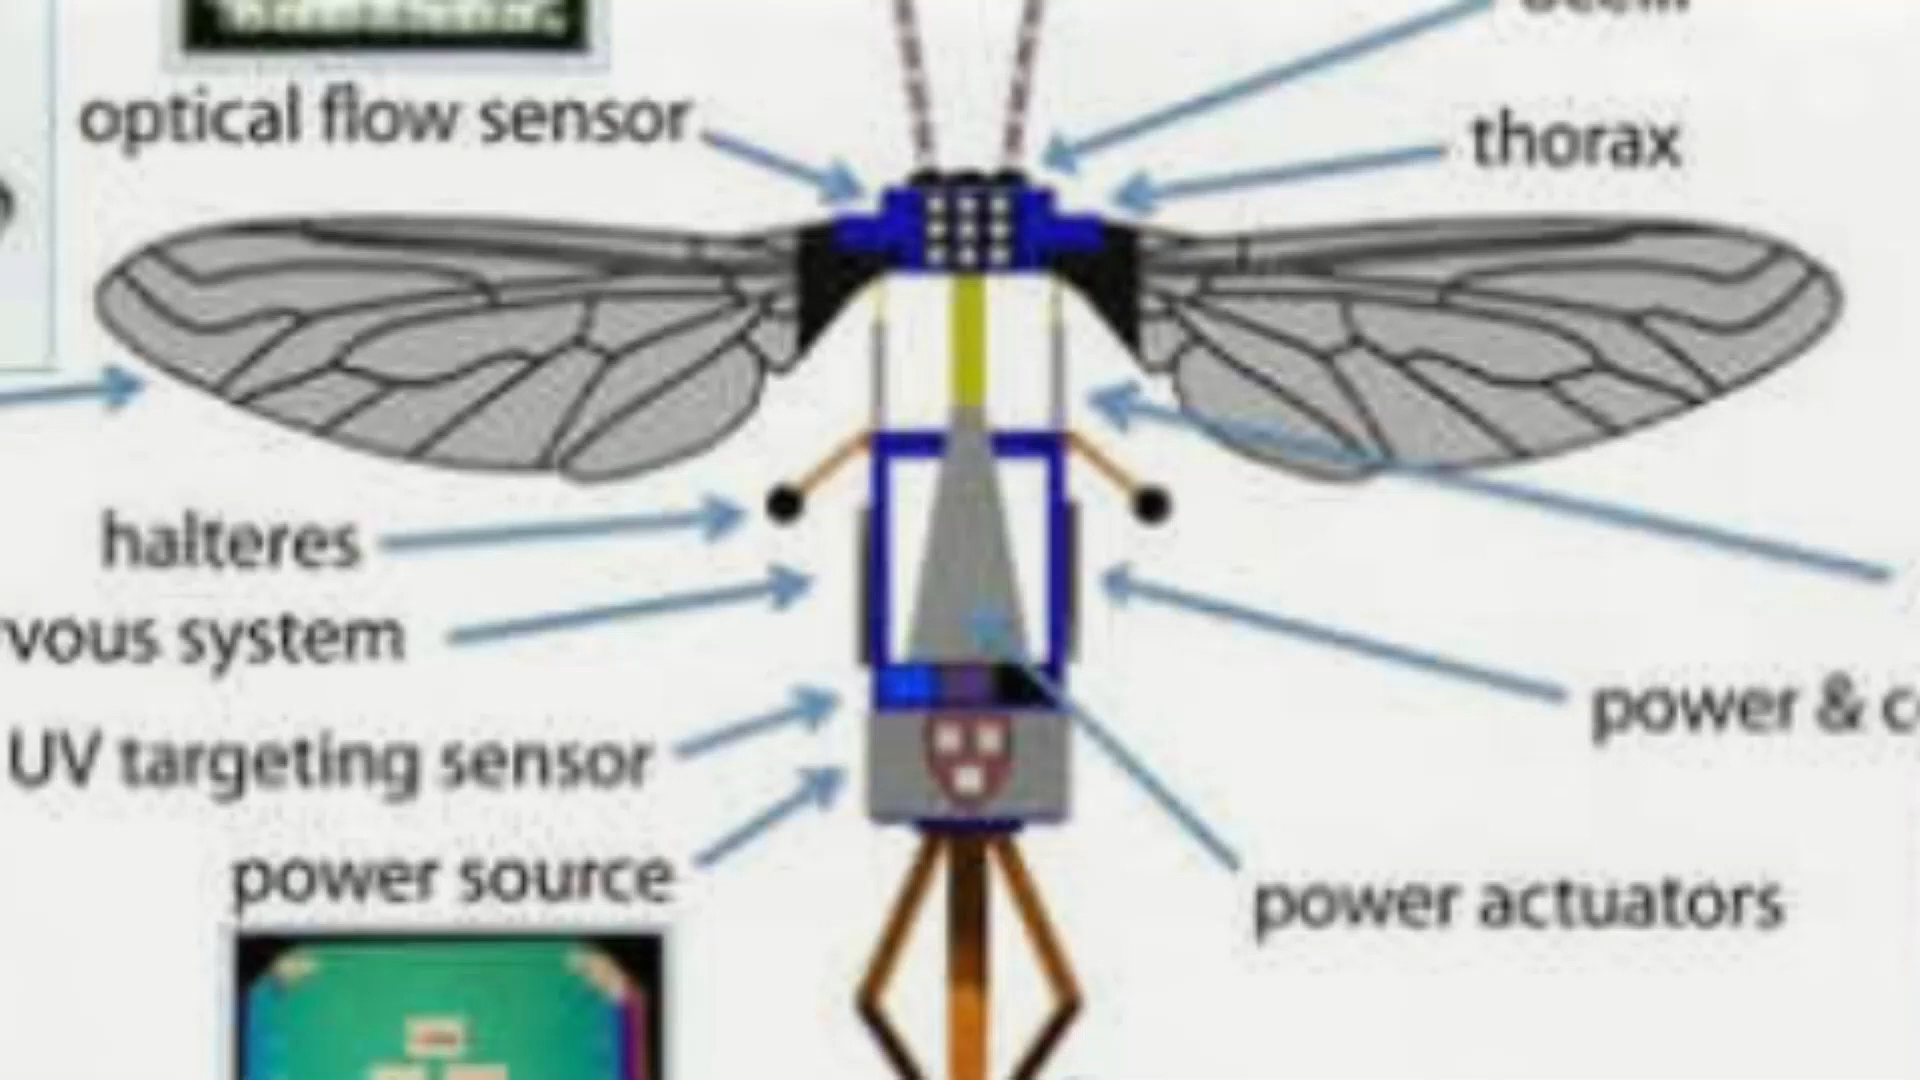 optical flow sensor
thorax
halteres
vous system
UV targeting sensor
power & c
power source
power actuators